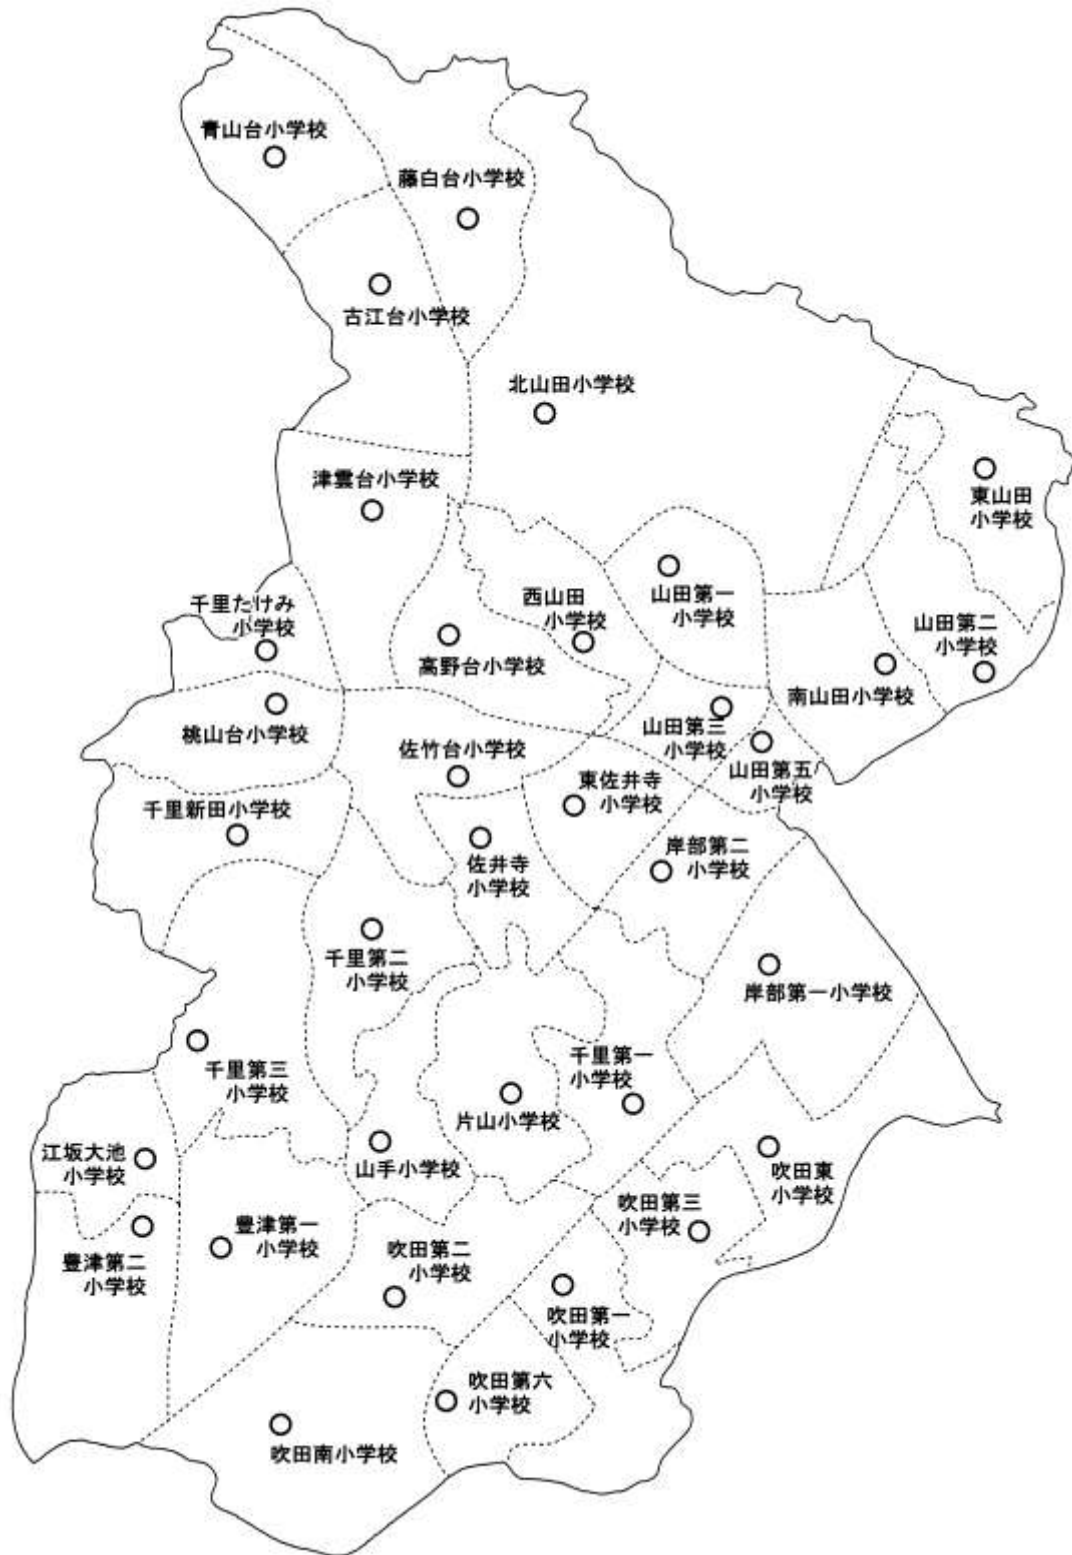 青山台小学校
藤白台小学校
古江台小学校
北山田小学校
津雲台小学校
東山田
小学校
千里たけみ
小学校
西山田
小学校
山田第一
小学校
山田第二
小学校
高野台小学校
南山田小学校
桃山台小学校
山田第三
小学校
佐竹台小学校
山田第五
小学校
東佐井寺
小学校
千里新田小学校
佐井寺
小学校
岸部第二
小学校
千里第二
小学校
岸部第一小学校
千里第三
小学校
千里第一
小学校
片山小学校
江坂大池
小学校
山手小学校
吹田東
小学校
吹田第三
小学校
豊津第一
小学校
豊津第二
小学校
吹田第二
小学校
吹田第一
小学校
吹田第六
小学校
吹田南小学校